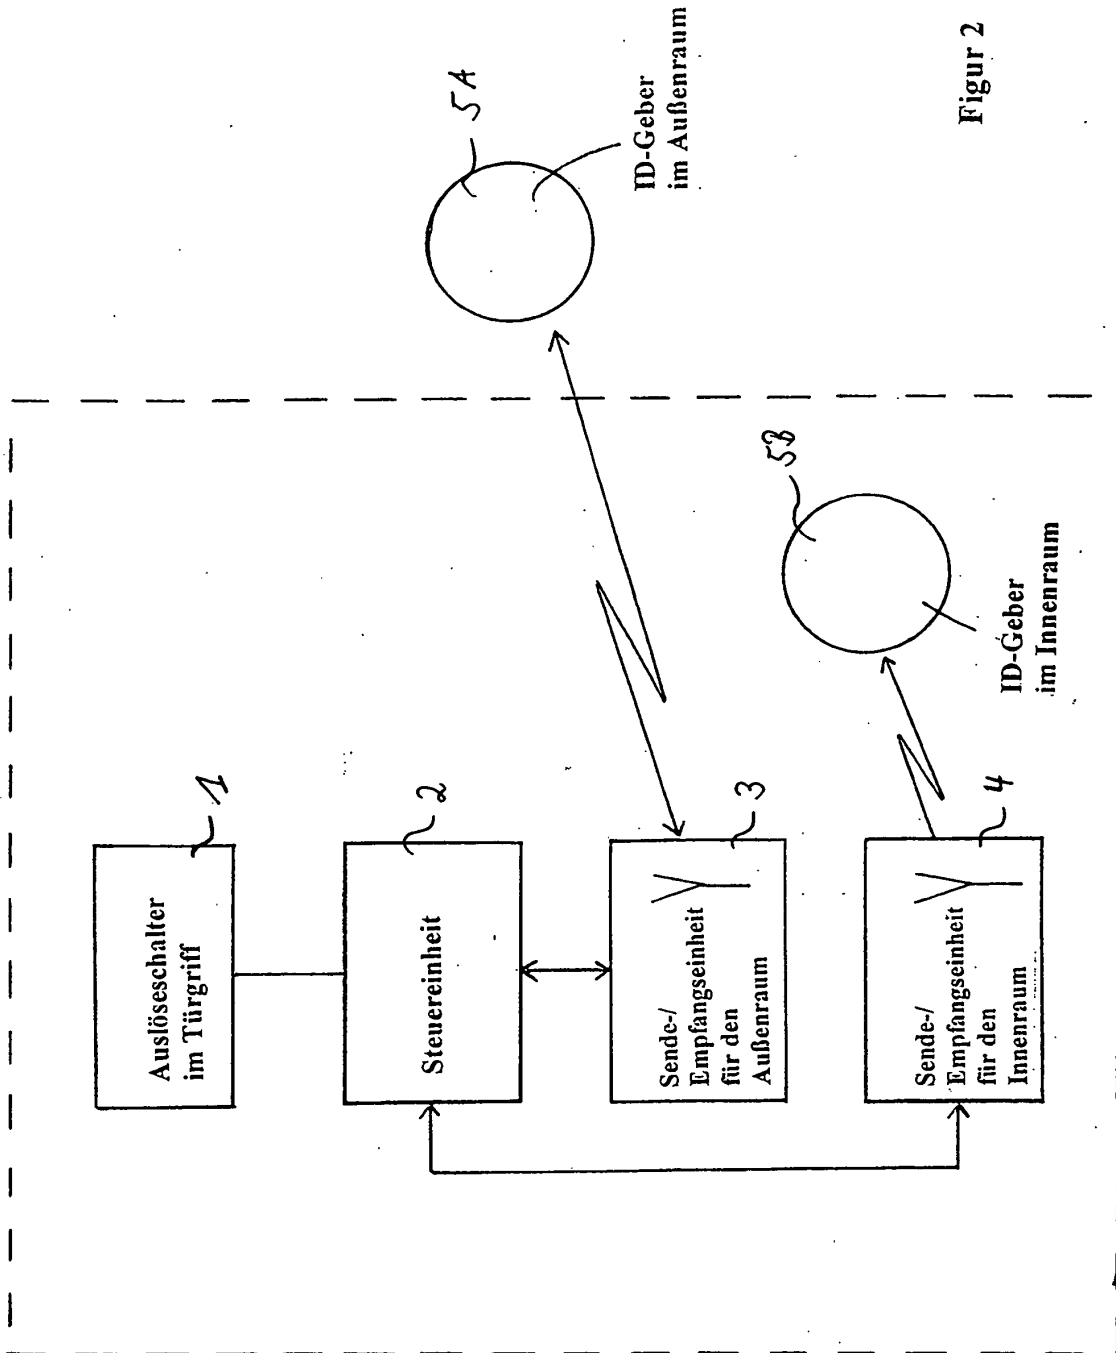 1
Auslöseschalter
im Türgriff
2
Steuereinheit
3
Sende-/
Empfangseinheit
für den
Außenraum
4
Sende-/
Empfangseinheit
für den
Innenraum
5A
ID-Geber
im Außenraum
5B
ID-Geber
im Innenraum
Figur 2